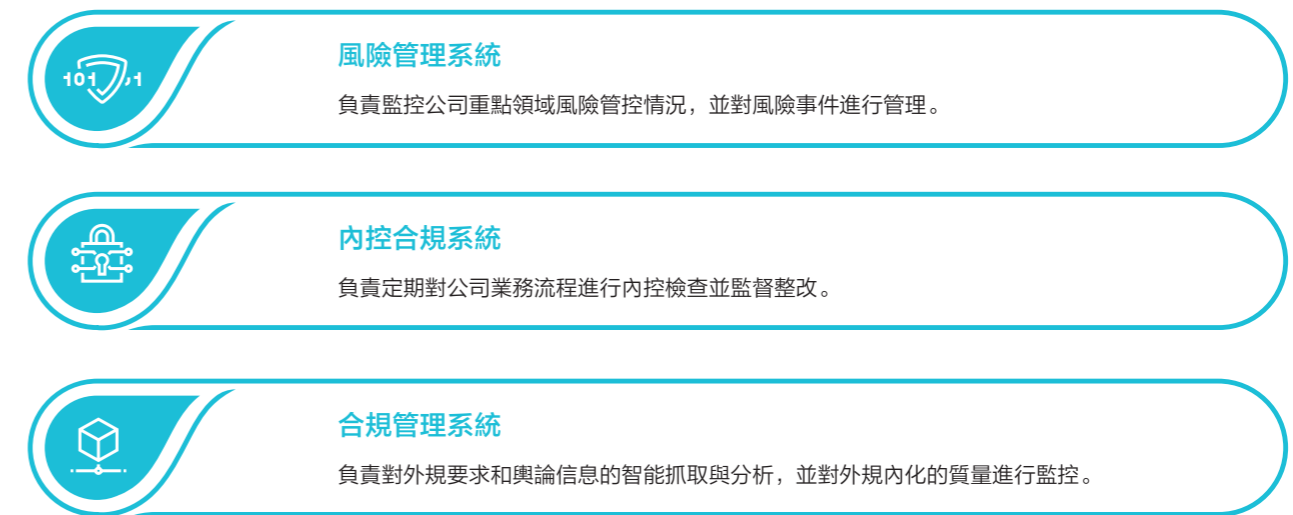 101 1
風險管理系統
負責監控公司重點領域風險管控情況，並對風險事件進行管理。
內控合規系統
負責定期對公司業務流程進行內控檢查並監督整改。
合規管理系統
負責對外規要求和輿論信息的智能抓取與分析，並對外規內化的質量進行監控。